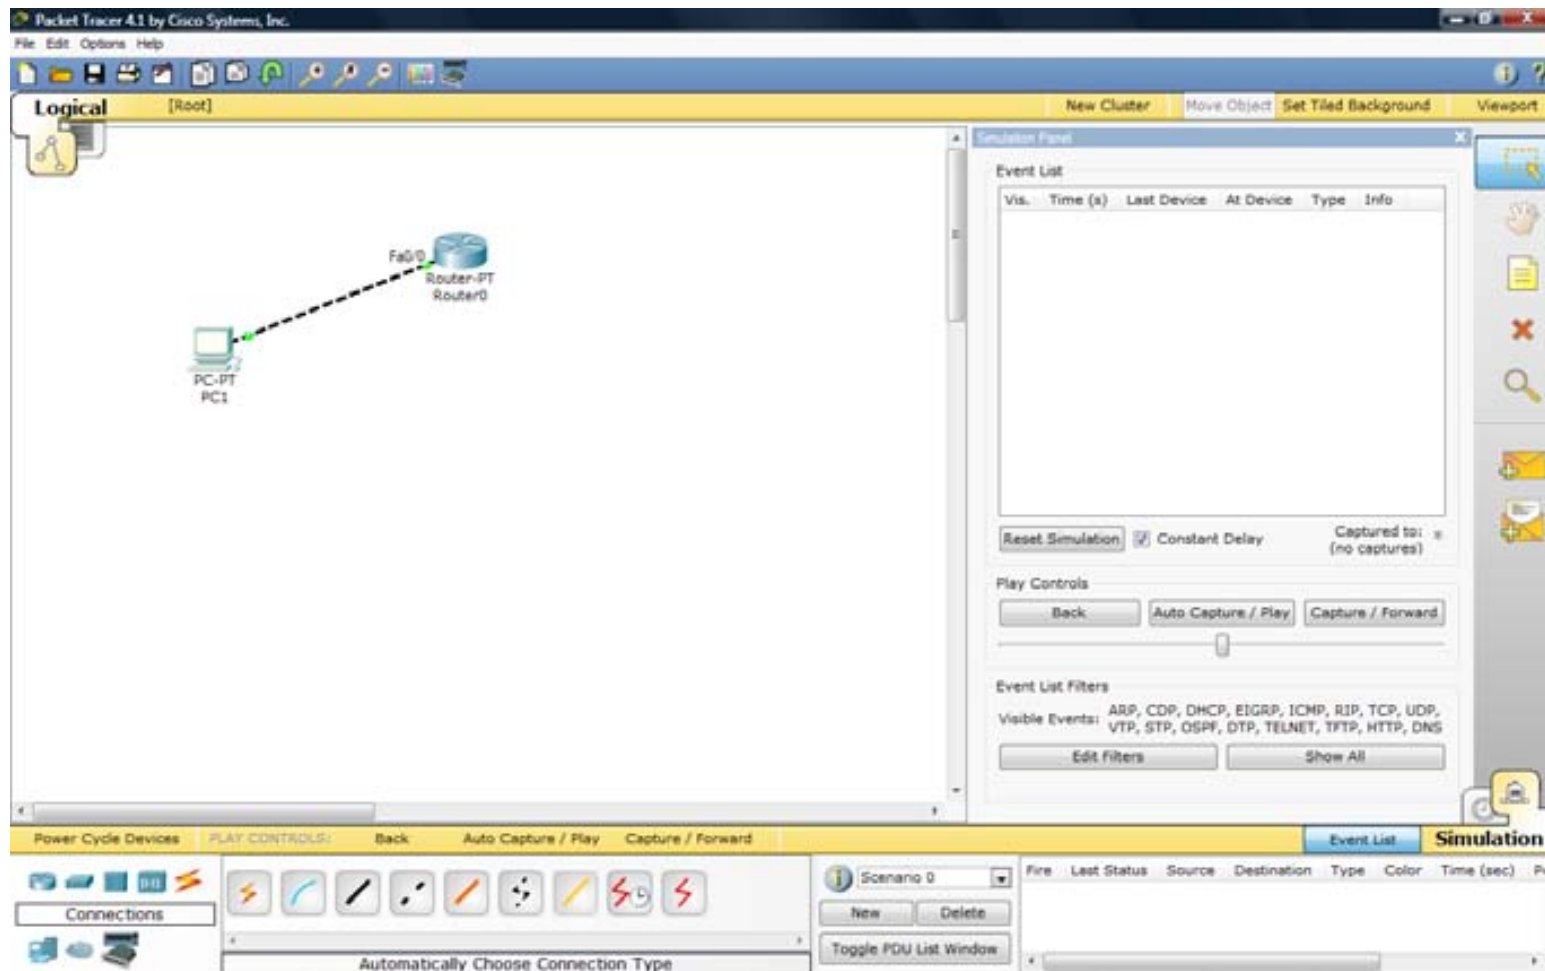 Packet Tracer 4.1 by Cisco Systems, Inc.
File Edit Options Help
Logical [Root] New Cluster Move Object Set Tiled Background Viewport
Simulation Panel
Event List
Vis. Time (s) Last Device At Device Type Info
Fa0/0
Router-PT
Router0
PC-PT
PC1
Reset Simulation Constant Delay Captured to:
(no captures)
Play Controls
Back Auto Capture / Play Capture / Forward
Event List Filters
Visible Events: ARP, CDP, DHCP, EIGRP, ICMP, RIP, TCP, UDP,
VTP, STP, OSPF, DTP, TELNET, TFTP, HTTP, DNS
Edit Filters Show All
Power Cycle Devices PLAY CONTROLS: Back Auto Capture / Play Capture / Forward Event List Simulation
Connections
Automatically Choose Connection Type
Scenario 0
New Delete
Toggle PDU List Window
Fire Last Status Source Destination Type Color Time (sec)